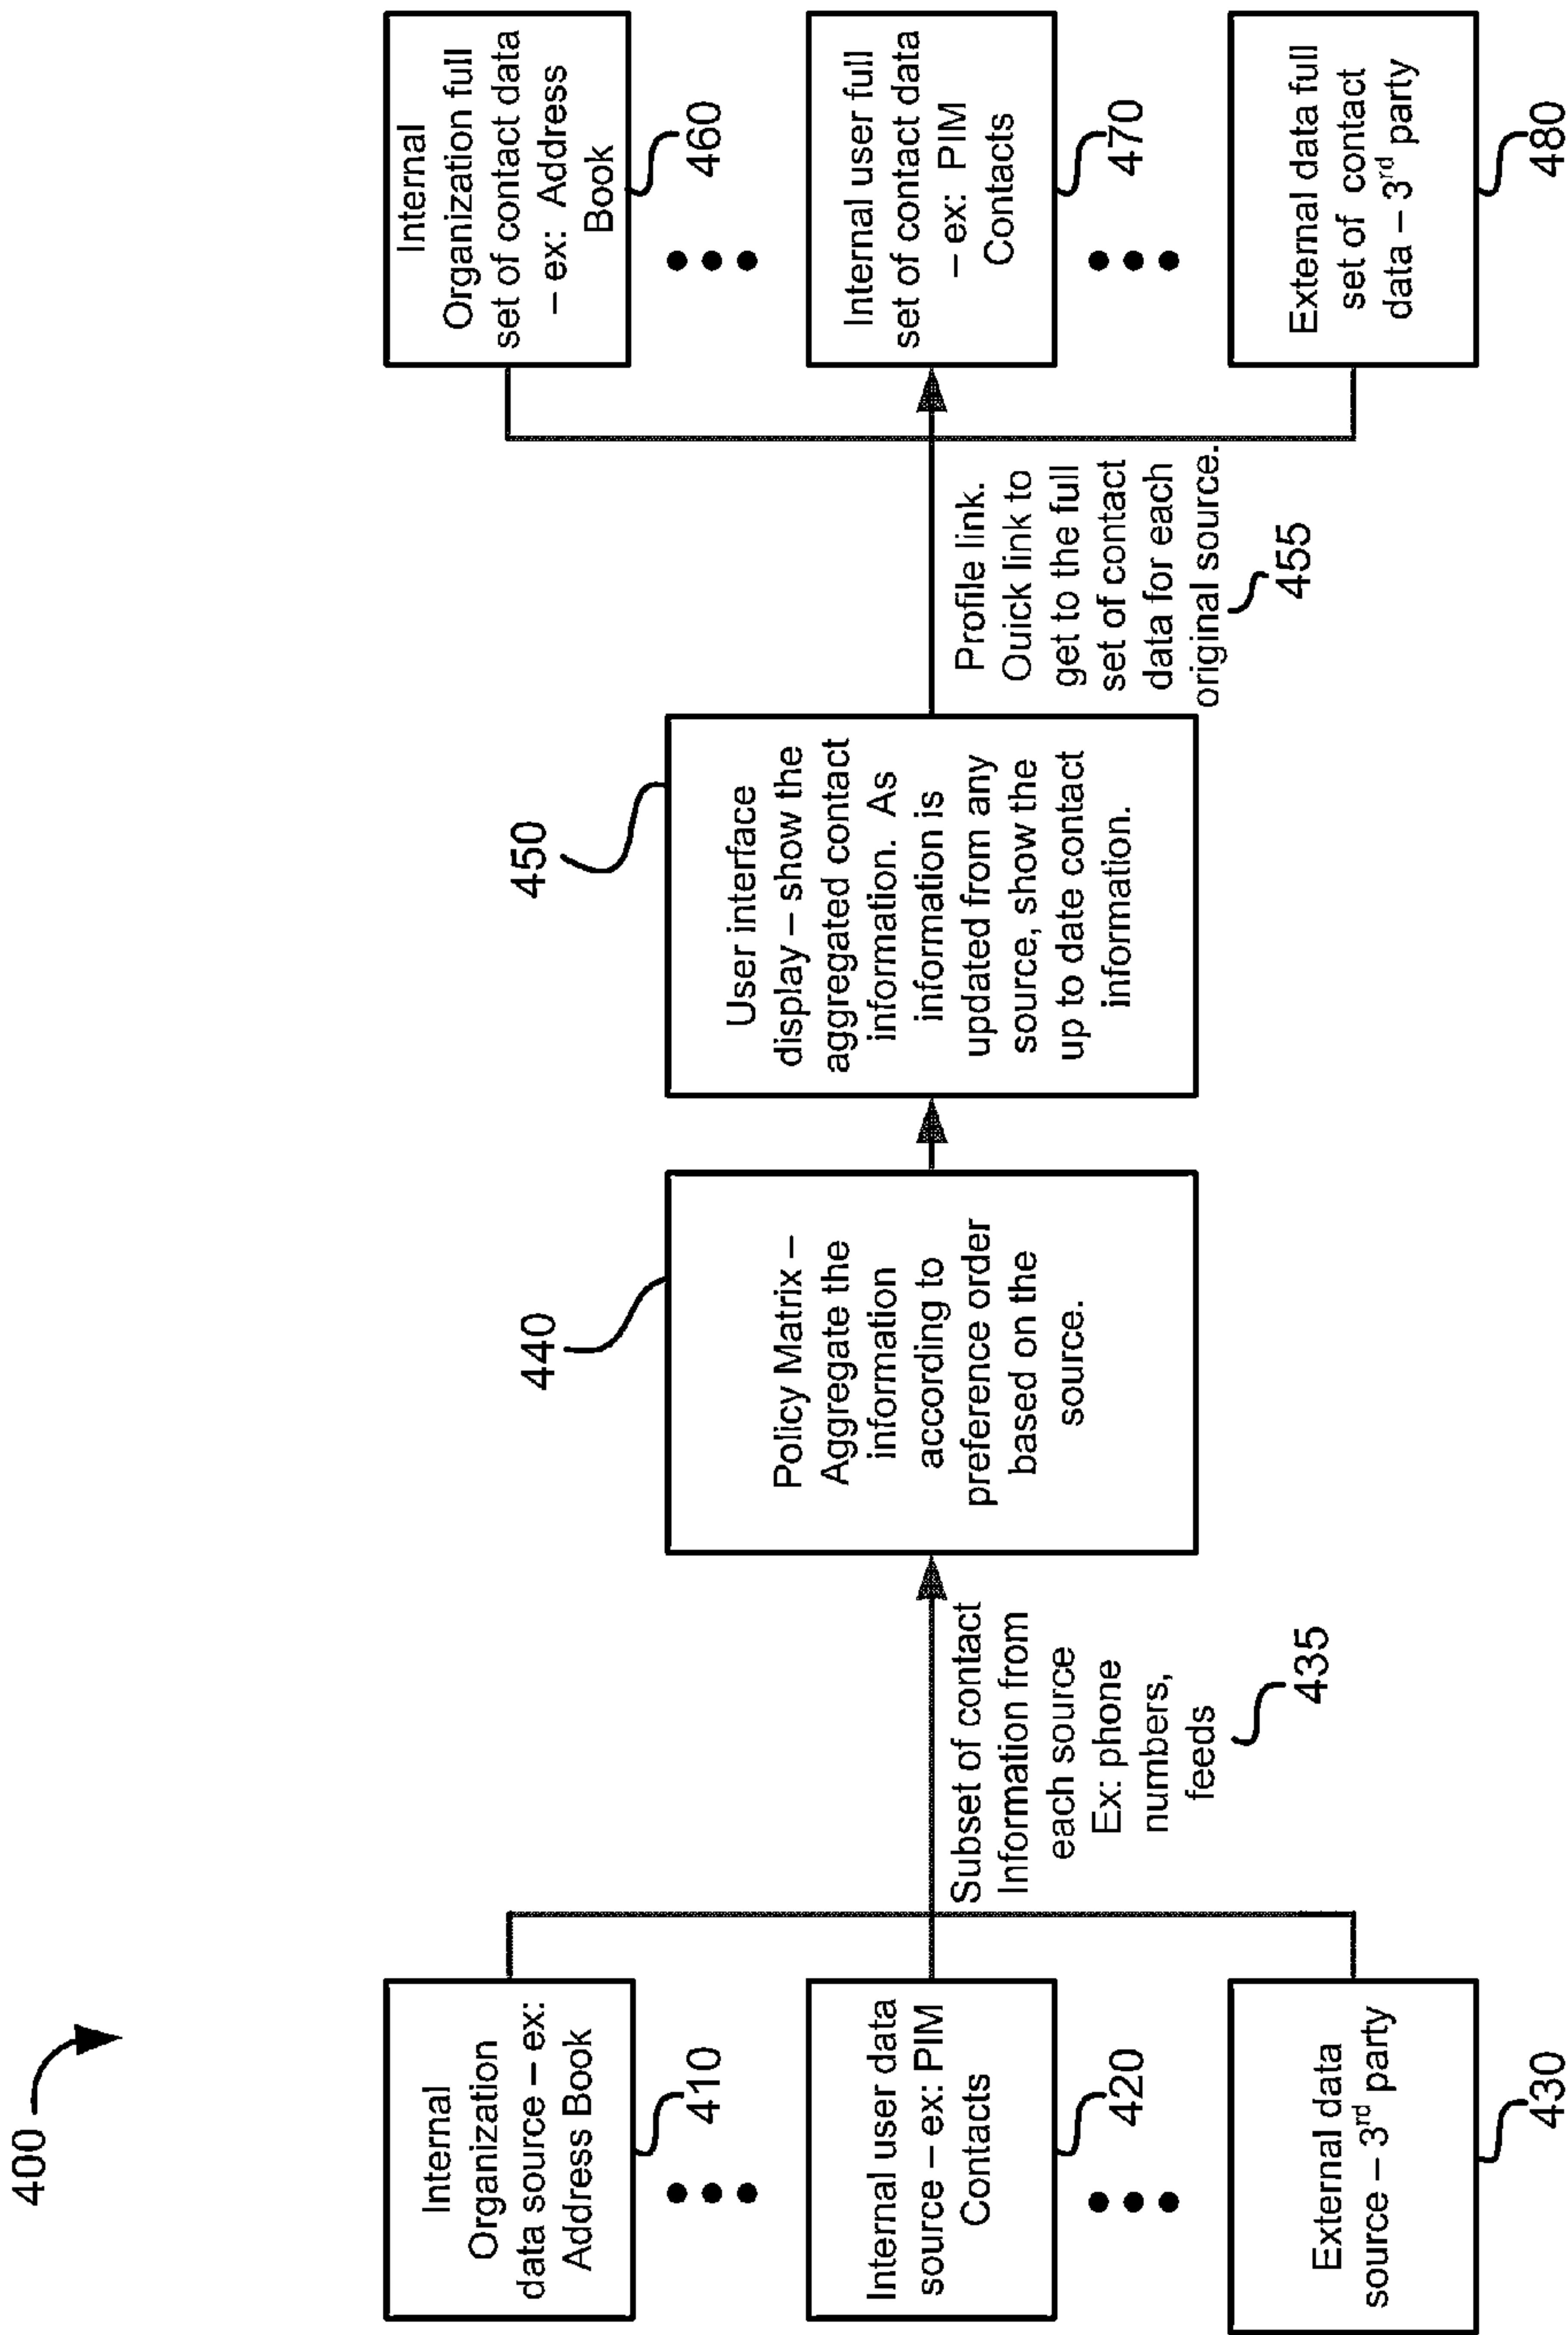 400
Internal
Organization
data source – ex:
Address Book
410
Internal user data
source – ex: PIM
Contacts
420
External data
source – 3rd party
430
Subset of contact
Information from
each source
Ex: phone
numbers,
feeds
435
Policy Matrix –
Aggregate the
information
according to
preference order
based on the
source.
440
User interface
display – show the
aggregated contact
information. As
information is
updated from any
source, show the
up to date contact
information.
450
Profile link.
Quick link to
get to the full
set of contact
data for each
original source.
455
Internal
Organization full
set of contact data
– ex: Address
Book
460
Internal user full
set of contact data
– ex: PIM
Contacts
470
External data full
set of contact
data – 3rd party
480